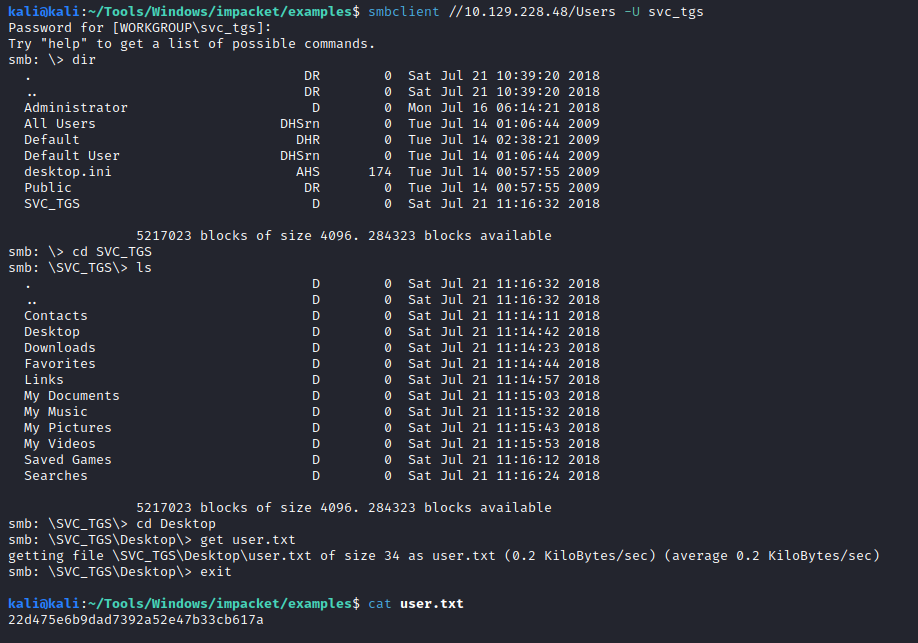 kali@kali:~/Tools/Windows/impacket/examples$ smbclient //10.129.228.48/Users -U svc_tgs
Password for [WORKGROUP\svc_tgs]:
Try "help" to get a list of possible commands.
smb: \> dir
  .                                  DR        0  Sat Jul 21 10:39:20 2018
  ..                                 DR        0  Sat Jul 21 10:39:20 2018
  Administrator                       D        0  Mon Jul 16 06:14:21 2018
  All Users                       DHSrn        0  Tue Jul 14 01:06:44 2009
  Default                           DHR        0  Tue Jul 14 02:38:21 2009
  Default User                    DHSrn        0  Tue Jul 14 01:06:44 2009
  desktop.ini                       AHS      174  Tue Jul 14 00:57:55 2009
  Public                             DR        0  Tue Jul 14 00:57:55 2009
  SVC_TGS                             D        0  Sat Jul 21 11:16:32 2018
                5217023 blocks of size 4096. 284323 blocks available
smb: \> cd SVC_TGS
smb: \SVC_TGS\> ls
  .                                   D        0  Sat Jul 21 11:16:32 2018
  ..                                  D        0  Sat Jul 21 11:16:32 2018
  Contacts                            D        0  Sat Jul 21 11:14:11 2018
  Desktop                             D        0  Sat Jul 21 11:14:42 2018
  Downloads                           D        0  Sat Jul 21 11:14:23 2018
  Favorites                           D        0  Sat Jul 21 11:14:44 2018
  Links                               D        0  Sat Jul 21 11:14:57 2018
  My Documents                        D        0  Sat Jul 21 11:15:03 2018
  My Music                            D        0  Sat Jul 21 11:15:32 2018
  My Pictures                         D        0  Sat Jul 21 11:15:43 2018
  My Videos                           D        0  Sat Jul 21 11:15:53 2018
  Saved Games                         D        0  Sat Jul 21 11:16:12 2018
  Searches                            D        0  Sat Jul 21 11:16:24 2018
                5217023 blocks of size 4096. 284323 blocks available
smb: \SVC_TGS\> cd Desktop
smb: \SVC_TGS\Desktop\> get user.txt
getting file \SVC_TGS\Desktop\user.txt of size 34 as user.txt (0.2 KiloBytes/sec) (average 0.2 KiloBytes/sec)
smb: \SVC_TGS\Desktop\> exit
kali@kali:~/Tools/Windows/impacket/examples$ cat user.txt
22d475e6b9dad7392a52e47b33cb617a